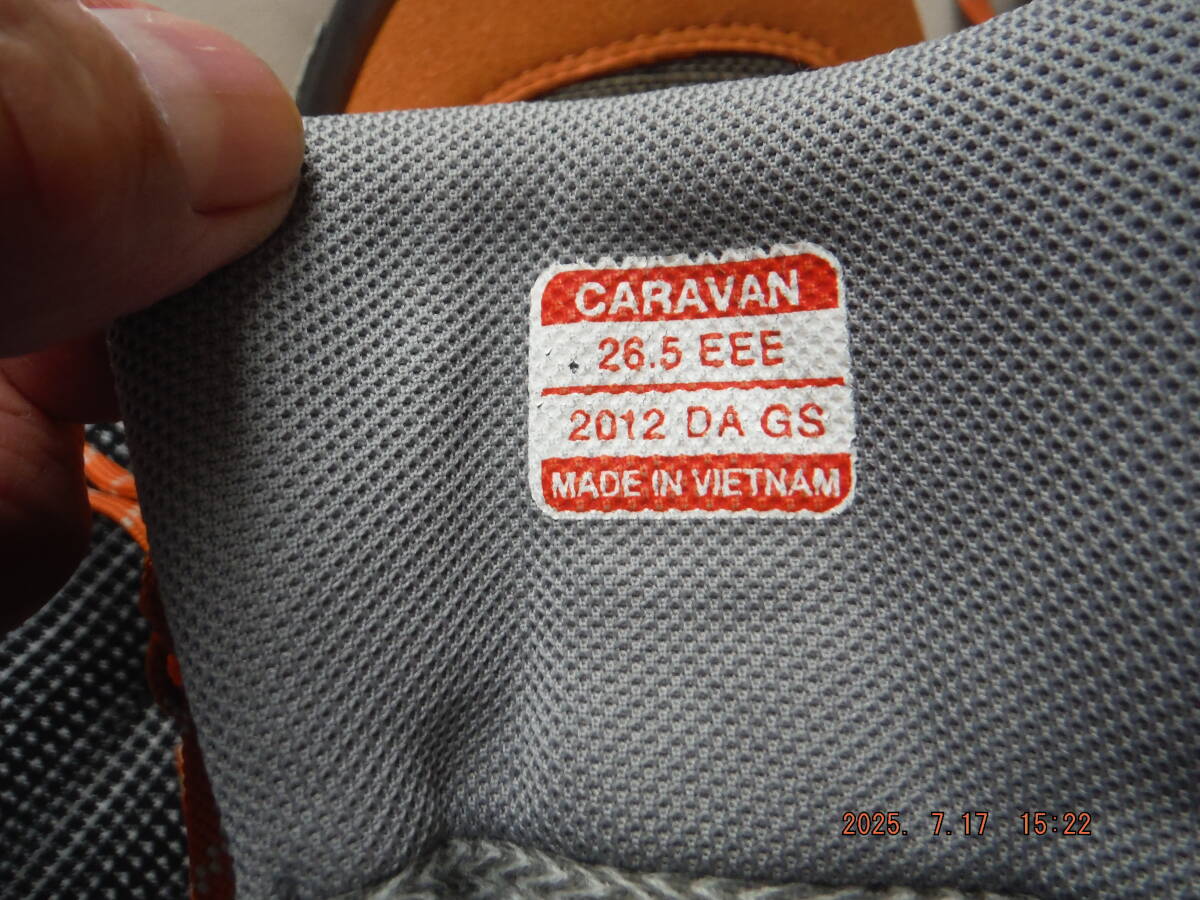 CARAVAN
26.5 EEE
2012 DA GS
MADE IN VIETNAM
2025. 7.17 15:22